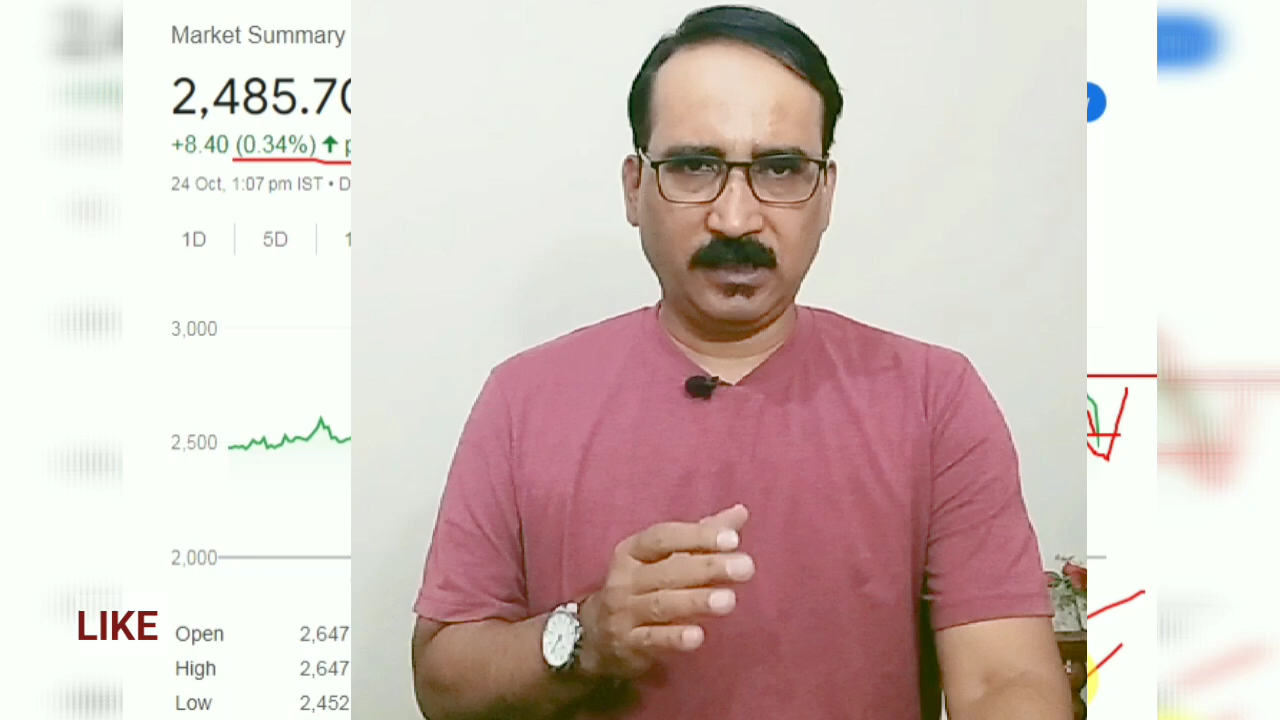 Market Summary
2,485.70
+8.40 (0.34%)
24 Oct, 1:07 pm IST •
1D
5D
3,000
2,500
2,000
LIKE
Open 2,647
High 2,647
Low 2,452